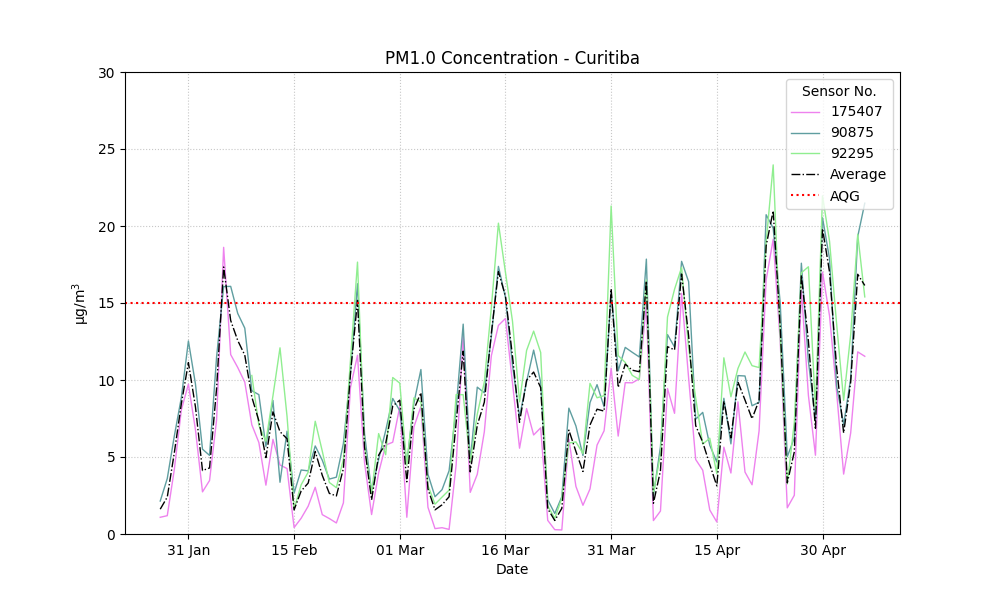 PM1.0 Concentration - Curitiba
30
25
20
15
10
5
0
µg/m³
Sensor No.
175407
90875
92295
Average
AQG
31 Jan
15 Feb
01 Mar
16 Mar
31 Mar
15 Apr
30 Apr
Date